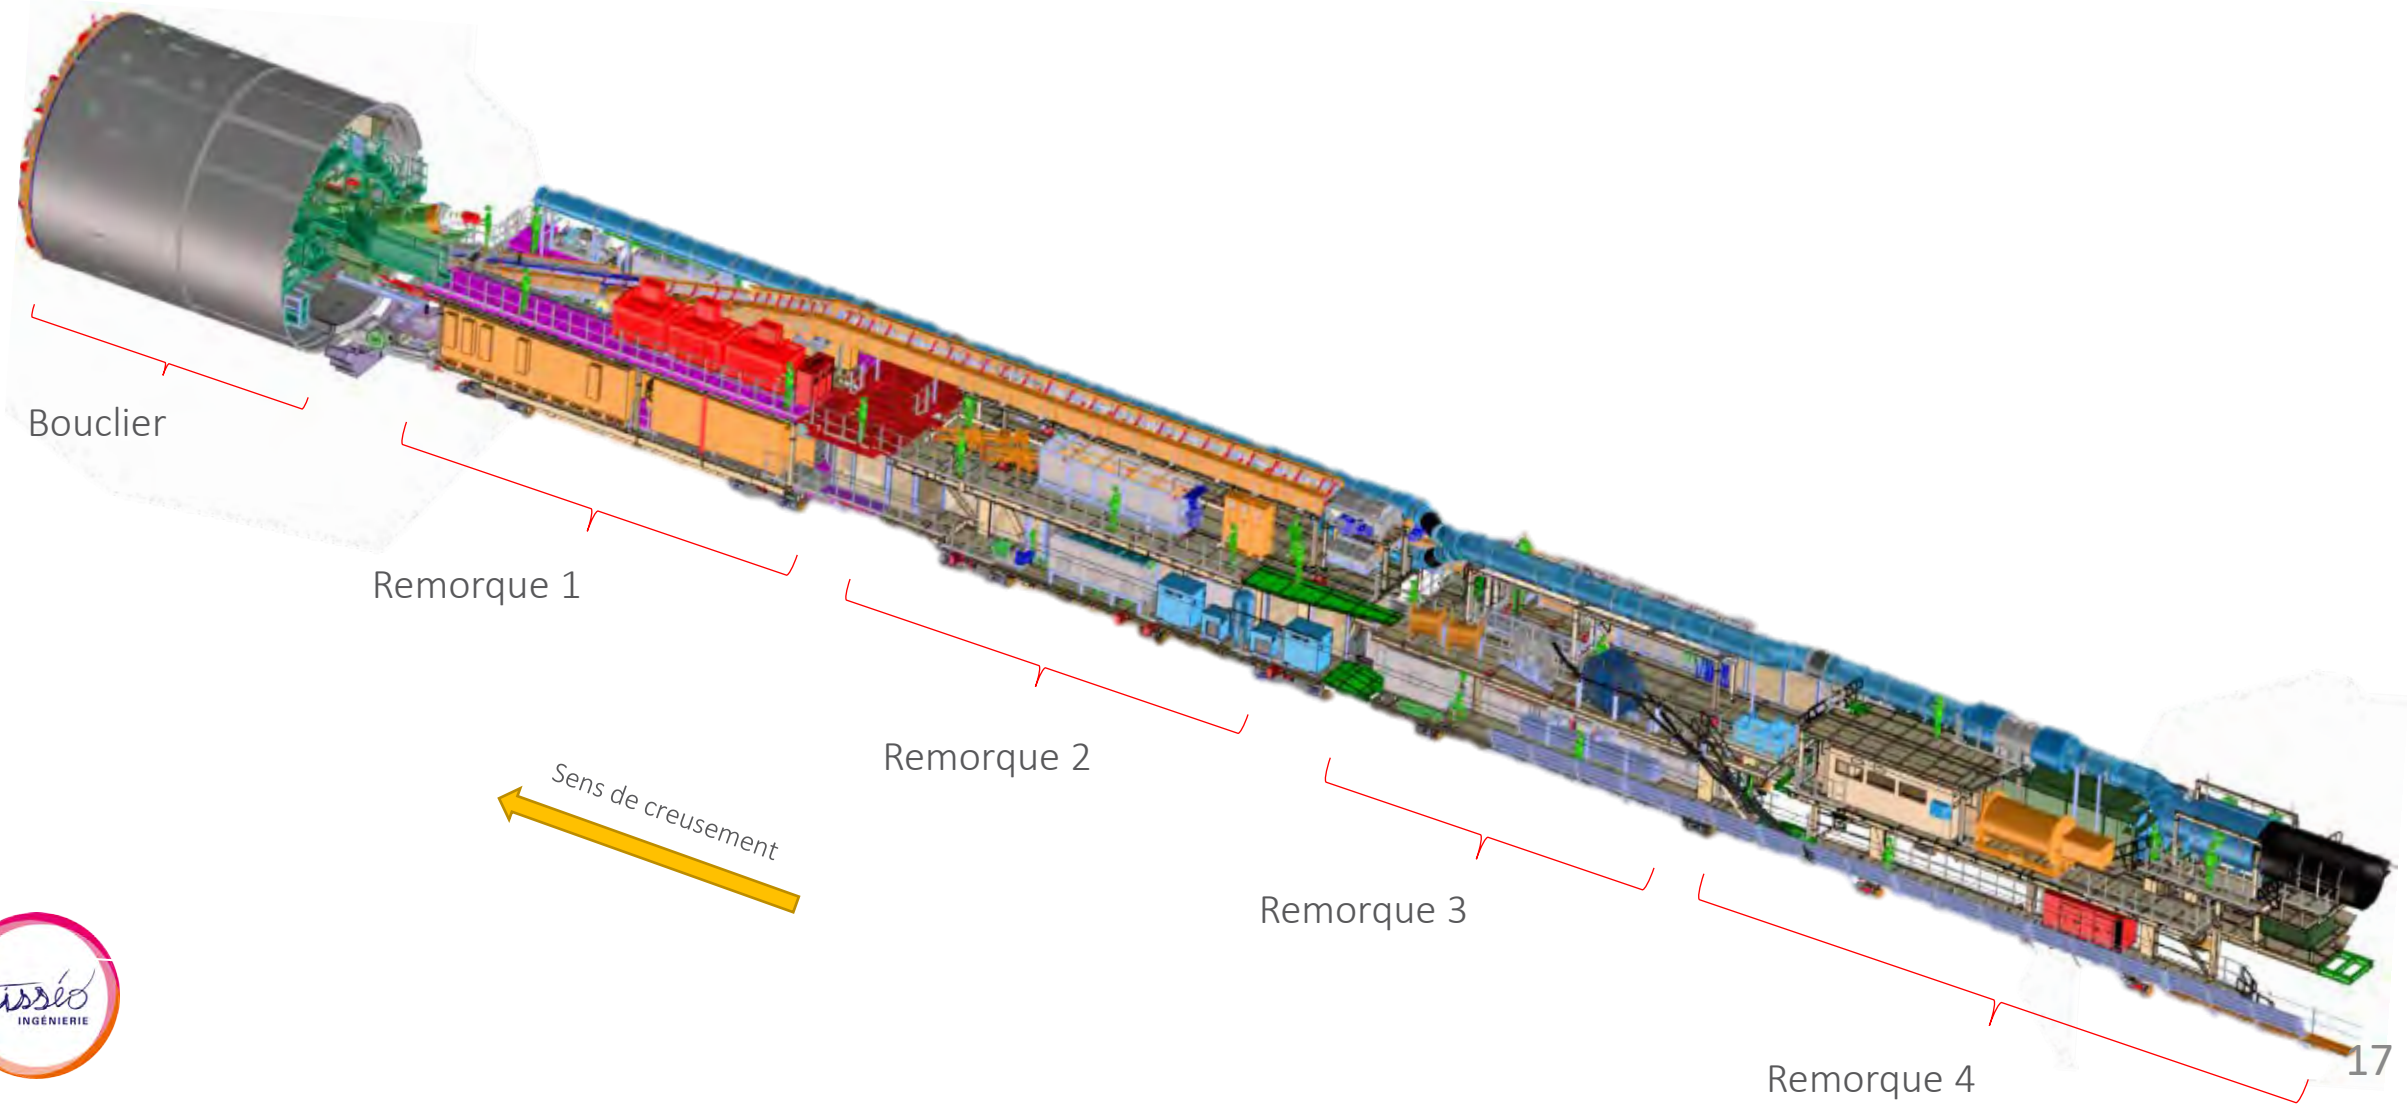 Bouclier
Remorque 1
Remorque 2
Sens de creusement
Remorque 3
INGÉNIERIE
17
Remorque 4